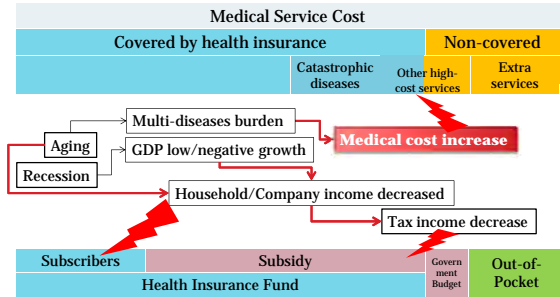 Medical Service Cost
Covered by health insurance
Non-covered
Catastrophic
diseases
Other high-
cost services
Extra
services
Multi-diseases burden
Medical cost increase
Aging
GDP low/negative growth
Recession
Household/Company income decreased
Tax income decrease
Subscribers
Subsidy
Govern
ment
Budget
Out-of-
Pocket
Health Insurance Fund